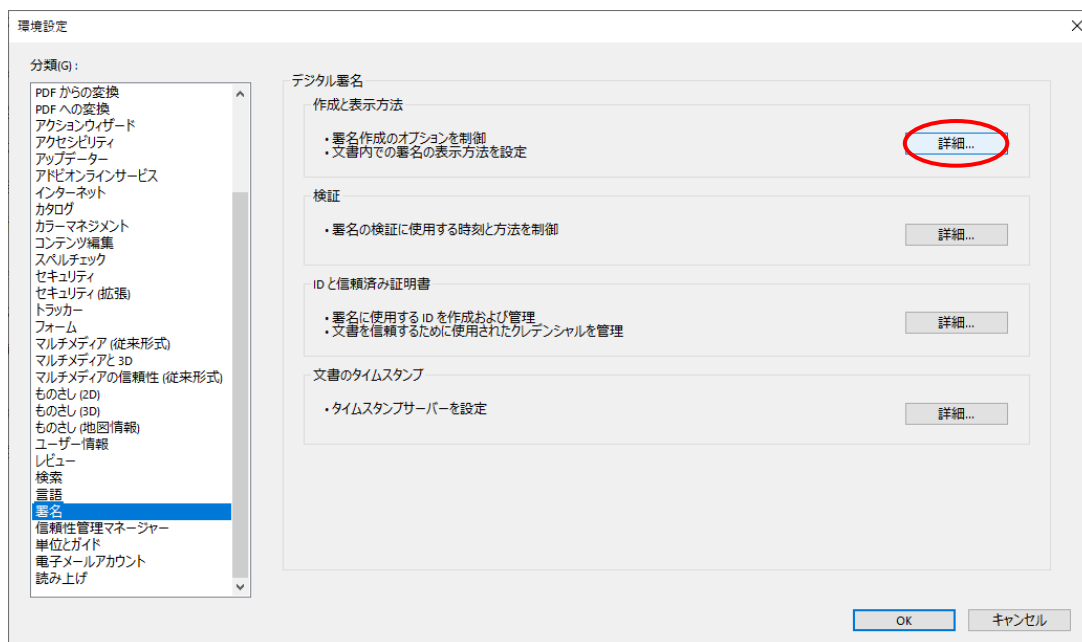 環境設定
分類(G):
PDF からの変換
PDF への変換
アクションウィザード
アクセシビリティ
アップデーター
アドビオンラインサービス
インターネット
カタログ
カラーマネジメント
コンテンツ編集
スペルチェック
セキュリティ
セキュリティ (拡張)
トラッカー
フォーム
マルチメディア (従来形式)
マルチメディアと 3D
マルチメディアの信頼性 (従来形式)
ものさし (2D)
ものさし (3D)
ものさし (地図情報)
ユーザー情報
レビュー
検索
言語
署名
信頼性管理マネージャー
単位とガイド
電子メールアカウント
読み上げ
デジタル署名
作成と表示方法
・署名作成のオプションを制御
・文書内での署名の表示方法を設定
詳細...
検証
・署名の検証に使用する時刻と方法を制御
詳細...
ID と信頼済み証明書
・署名に使用する ID を作成および管理
・文書を信頼するために使用されたクレデンシャルを管理
詳細...
文書のタイムスタンプ
・タイムスタンプサーバーを設定
詳細...
OK
キャンセル